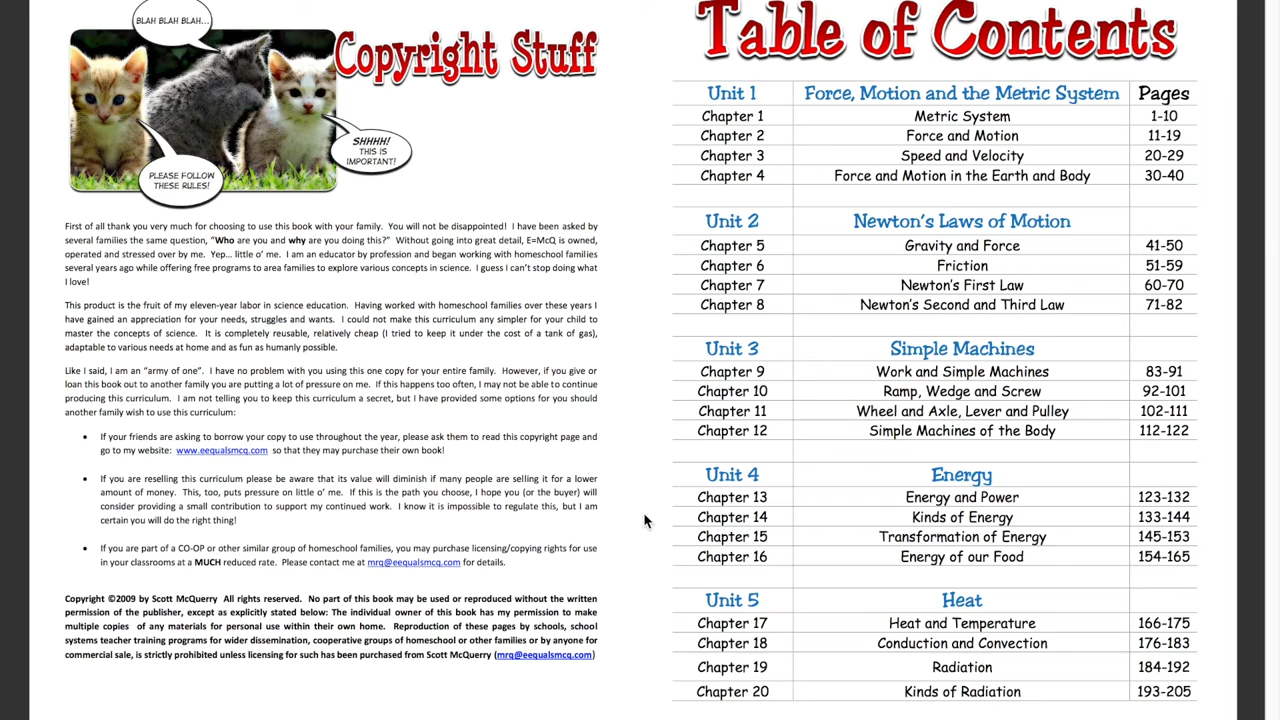 BLAH BLAH BLAH...
Copyright Stuff
SHHHH!
THIS IS
IMPORTANT!
PLEASE FOLLOW
THESE RULES!
First of all thank you very much for choosing to use this book with your family. You will not be disappointed! I have been asked by
several families the same question, "Who are you and why are you doing this?" Without going into great detail, E=McQ is owned,
operated and stressed over by me. Yep... little o' me. I am an educator by profession and began working with homeschool families
several years ago while offering free programs to area families to explore various concepts in science. I guess I can't stop doing what
I love!
This product is the fruit of my eleven-year labor in science education. Having worked with homeschool families over these years I
have gained an appreciation for your needs, struggles and wants. I could not make this curriculum any simpler for your child to
master the concepts of science. It is completely reusable, relatively cheap (I tried to keep it under the cost of a tank of gas),
adaptable to various needs at home and as fun as humanly possible.
Like I said, I am an "army of one". I have no problem with you using this one copy for your entire family. However, if you give or
loan this book out to another family you are putting a lot of pressure on me. If this happens too often, I may not be able to continue
producing this curriculum. I am not telling you to keep this curriculum a secret, but I have provided some options for you should
another family wish to use this curriculum:
• If your friends are asking to borrow your copy to use throughout the year, please ask them to read this copyright page and
go to my website: www.eequalsmcq.com so that they may purchase their own book!
• If you are reselling this curriculum please be aware that its value will diminish if many people are selling it for a lower
amount of money. This, too, puts pressure on little o' me. If this is the path you choose, I hope you (or the buyer) will
consider providing a small contribution to support my continued work. I know it is impossible to regulate this, but I am
certain you will do the right thing!
• If you are part of a CO-OP or other similar group of homeschool families, you may purchase licensing/copying rights for use
in your classrooms at a MUCH reduced rate. Please contact me at mrq@eequalsmcq.com for details.
Copyright ©2009 by Scott McQuerry All rights reserved. No part of this book may be used or reproduced without the written
permission of the publisher, except as explicitly stated below: The individual owner of this book has my permission to make
multiple copies of any materials for personal use within their own home. Reproduction of these pages by schools, school
systems teacher training programs for wider dissemination, cooperative groups of homeschool or other families or by anyone for
commercial sale, is strictly prohibited unless licensing for such has been purchased from Scott McQuerry (mrq@eequalsmcq.com)
Table of Contents
Unit 1 Force, Motion and the Metric System Pages
Chapter 1 Metric System 1-10
Chapter 2 Force and Motion 11-19
Chapter 3 Speed and Velocity 20-29
Chapter 4 Force and Motion in the Earth and Body 30-40
Unit 2 Newton's Laws of Motion
Chapter 5 Gravity and Force 41-50
Chapter 6 Friction 51-59
Chapter 7 Newton's First Law 60-70
Chapter 8 Newton's Second and Third Law 71-82
Unit 3 Simple Machines
Chapter 9 Work and Simple Machines 83-91
Chapter 10 Ramp, Wedge and Screw 92-101
Chapter 11 Wheel and Axle, Lever and Pulley 102-111
Chapter 12 Simple Machines of the Body 112-122
Unit 4 Energy
Chapter 13 Energy and Power 123-132
Chapter 14 Kinds of Energy 133-144
Chapter 15 Transformation of Energy 145-153
Chapter 16 Energy of our Food 154-165
Unit 5 Heat
Chapter 17 Heat and Temperature 166-175
Chapter 18 Conduction and Convection 176-183
Chapter 19 Radiation 184-192
Chapter 20 Kinds of Radiation 193-205